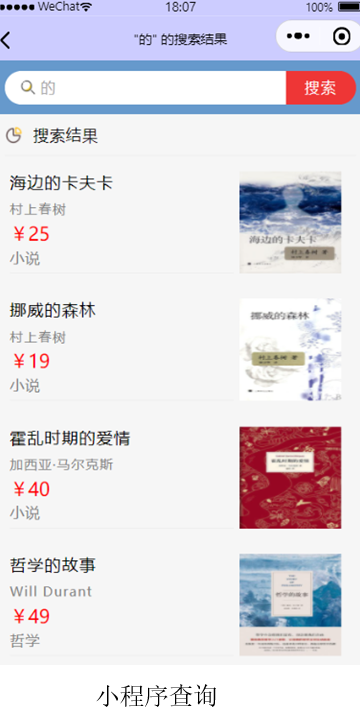 WeChat 18:07 100%
"的" 的搜索结果
的 搜索
搜索结果
海边的卡夫卡
村上春树
￥25
小说
海边的卡夫卡
村上春树 著
挪威的森林
村上春树
￥19
小说
挪威的森林
村上春树 著
霍乱时期的爱情
加西亚·马尔克斯
￥40
小说
霍乱时期的爱情
哲学的故事
Will Durant
￥49
哲学
哲学的故事
小程序查询